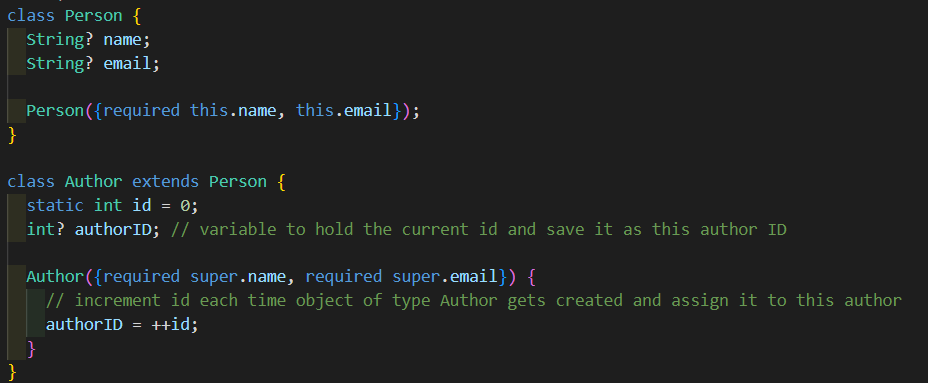 class Person {
  String? name;
  String? email;

  Person({required this.name, this.email});
}

class Author extends Person {
  static int id = 0;
  int? authorID; // variable to hold the current id and save it as this author ID

  Author({required super.name, required super.email}) {
    // increment id each time object of type Author gets created and assign it to this author
    authorID = ++id;
  }
}